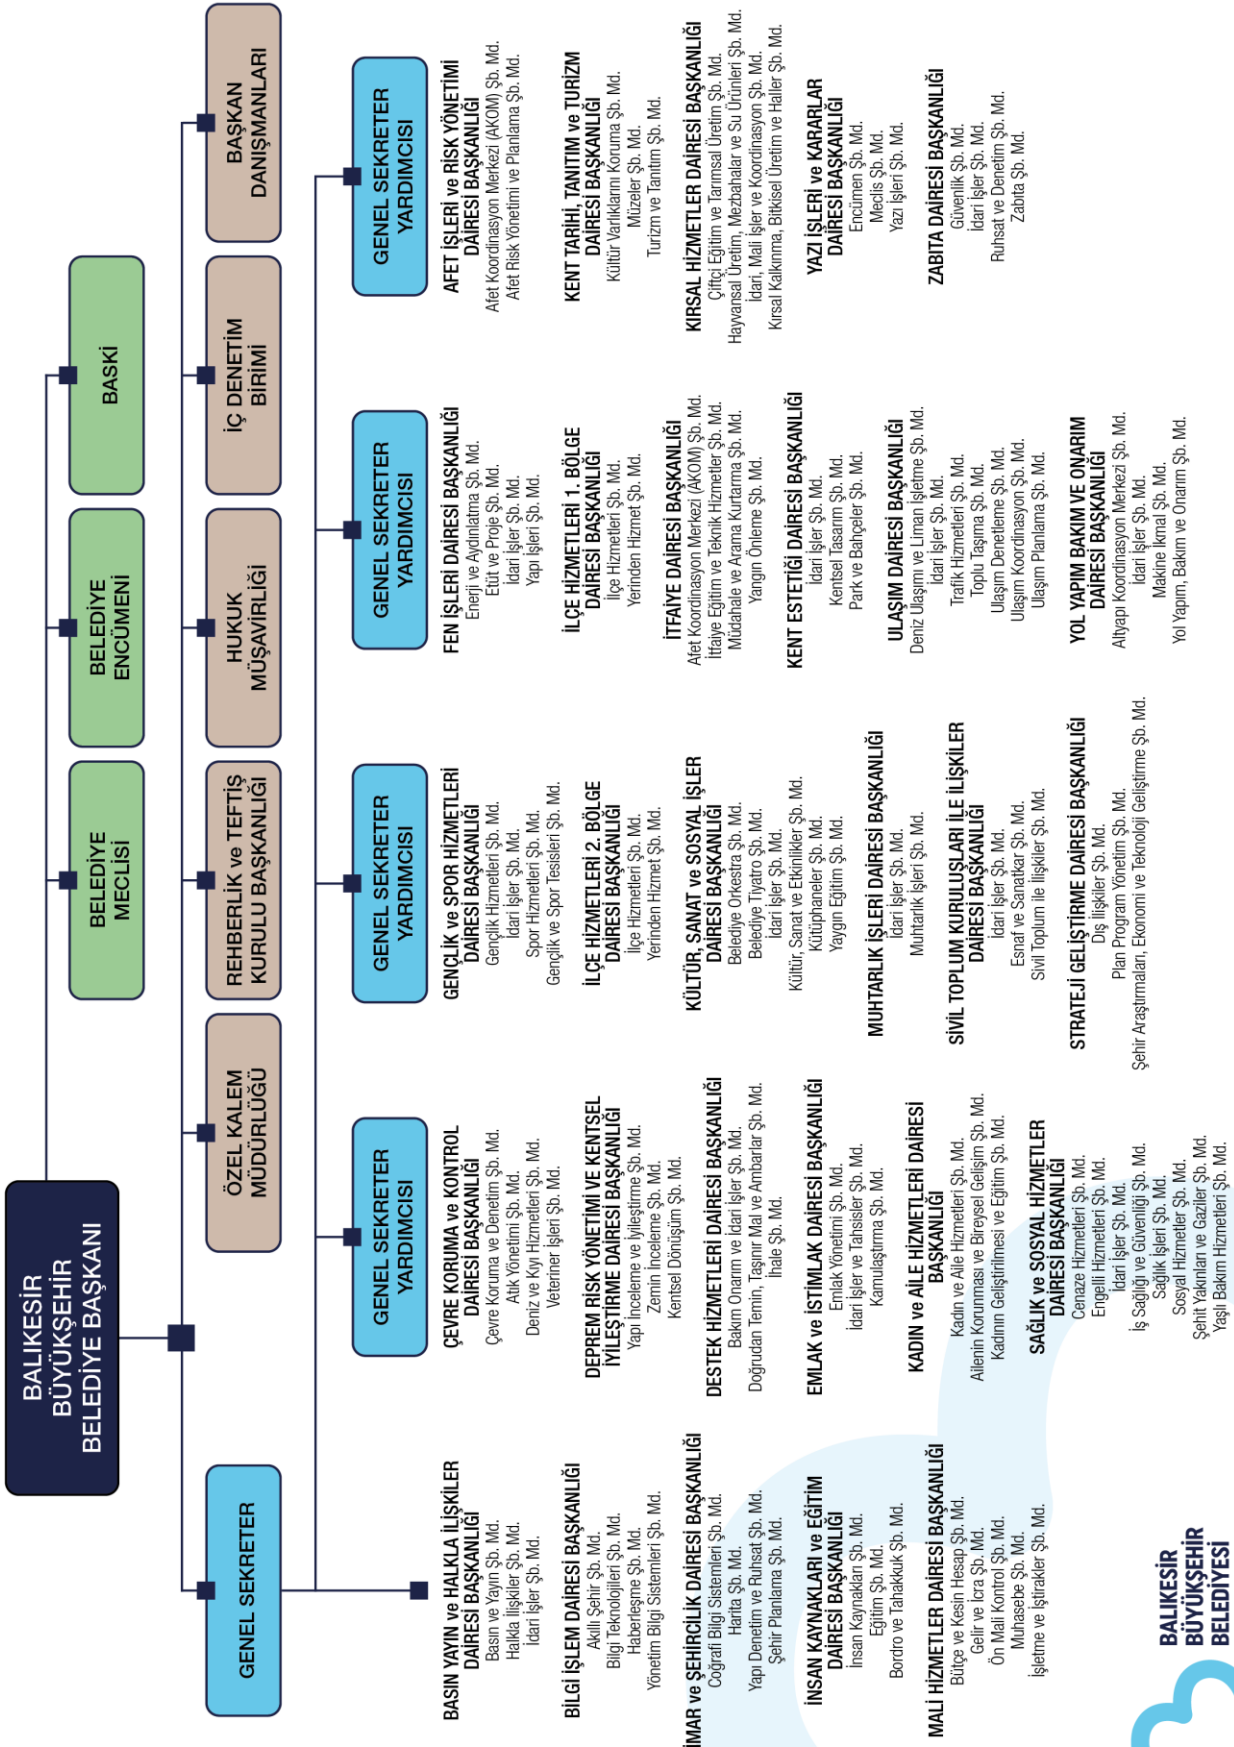 BALIKESİR
BÜYÜKŞEHİR
BELEDİYE BAŞKANI
BELEDİYE
MECLİSİ
BELEDİYE
ENCÜMENİ
BASKİ
GENEL SEKRETER
ÖZEL KALEM
MÜDÜRLÜĞÜ
REHBERLİK ve TEFTİŞ
KURULU BAŞKANLIĞI
HUKUK
MÜŞAVİRLİĞİ
İÇ DENETİM
BİRİMİ
BAŞKAN
DANIŞMANLARI
BASIN YAYIN ve HALKLA İLİŞKİLER
DAİRESİ BAŞKANLIĞI
Basın ve Yayın Şb. Md.
Halkla İlişkiler Şb. Md.
İdari İşler Şb. Md.
BİLGİ İŞLEM DAİRESİ BAŞKANLIĞI
Akıllı Şehir Şb. Md.
Bilgi Teknolojileri Şb. Md.
Haberleşme Şb. Md.
Yönetim Bilgi Sistemleri Şb. Md.
İMAR ve ŞEHİRCİLİK DAİRESİ BAŞKANLIĞI
Coğrafi Bilgi Sistemleri Şb. Md.
Harita Şb. Md.
Yapı Denetim ve Ruhsat Şb. Md.
Şehir Planlama Şb. Md.
İNSAN KAYNAKLARI ve EĞİTİM
DAİRESİ BAŞKANLIĞI
İnsan Kaynakları Şb. Md.
Eğitim Şb. Md.
Bordro ve Tahakkuk Şb. Md.
MALİ HİZMETLER DAİRESİ BAŞKANLIĞI
Bütçe ve Kesin Hesap Şb. Md.
Gelir ve İcra Şb. Md.
Ön Mali Kontrol Şb. Md.
Muhasebe Şb. Md.
İşletme ve İştirakler Şb. Md.
GENEL SEKRETER
YARDIMCISI
ÇEVRE KORUMA ve KONTROL
DAİRESİ BAŞKANLIĞI
Çevre Koruma ve Denetim Şb. Md.
Atık Yönetimi Şb. Md.
Deniz ve Kıyı Hizmetleri Şb. Md.
Veteriner İşleri Şb. Md.
DEPREM RİSK YÖNETİMİ VE KENTSEL
İYİLEŞTİRME DAİRESİ BAŞKANLIĞI
Yapı İnceleme ve İyileştirme Şb. Md.
Zemin İnceleme Şb. Md.
Kentsel Dönüşüm Şb. Md.
DESTEK HİZMETLERİ DAİRESİ BAŞKANLIĞI
Bakım Onarım ve İdari İşler Şb. Md.
Doğrudan Temin, Taşınır Mal ve Ambarlar Şb. Md.
İhale Şb. Md.
EMLAK ve İSTİMLAK DAİRESİ BAŞKANLIĞI
Emlak Yönetimi Şb. Md.
İdari İşler ve Tahsisler Şb. Md.
Kamulaştırma Şb. Md.
KADIN ve AİLE HİZMETLERİ DAİRESİ
BAŞKANLIĞI
Kadın ve Aile Hizmetleri Şb. Md.
Ailenin Korunması ve Bireysel Gelişim Şb. Md.
Kadının Geliştirilmesi ve Eğitim Şb. Md.
SAĞLIK ve SOSYAL HİZMETLER
DAİRESİ BAŞKANLIĞI
Cenaze Hizmetleri Şb. Md.
Engelli Hizmetleri Şb. Md.
İdari İşler Şb. Md.
İş Sağlığı ve Güvenliği Şb. Md.
Sağlık İşleri Şb. Md.
Sosyal Hizmetler Şb. Md.
Şehit Yakınları ve Gaziler Şb. Md.
Yaşlı Bakım Hizmetleri Şb. Md.
GENEL SEKRETER
YARDIMCISI
GENÇLİK ve SPOR HİZMETLERİ
DAİRESİ BAŞKANLIĞI
Gençlik Hizmetleri Şb. Md.
İdari İşler Şb. Md.
Spor Hizmetleri Şb. Md.
Gençlik ve Spor Tesisleri Şb. Md.
İLÇE HİZMETLERİ 2. BÖLGE
DAİRESİ BAŞKANLIĞI
İlçe Hizmetleri Şb. Md.
Yerinden Hizmet Şb. Md.
KÜLTÜR, SANAT ve SOSYAL İŞLER
DAİRESİ BAŞKANLIĞI
Belediye Orkestra Şb. Md.
Belediye Tiyatro Şb. Md.
İdari İşler Şb. Md.
Kültür, Sanat ve Etkinlikler Şb. Md.
Kütüphaneler Şb. Md.
Yaygın Eğitim Şb. Md.
MUHTARLIK İŞLERİ DAİRESİ BAŞKANLIĞI
İdari İşler Şb. Md.
Muhtarlık İşleri Şb. Md.
SİVİL TOPLUM KURULUŞLARI İLE İLİŞKİLER
DAİRESİ BAŞKANLIĞI
İdari İşler Şb. Md.
Esnaf ve Sanatkar Şb. Md.
Sivil Toplum ile İlişkiler Şb. Md.
STRATEJİ GELİŞTİRME DAİRESİ BAŞKANLIĞI
Dış İlişkiler Şb. Md.
Plan Program Yönetim Şb. Md.
Şehir Araştırmaları, Ekonomi ve Teknoloji Geliştirme Şb. Md.
GENEL SEKRETER
YARDIMCISI
FEN İŞLERİ DAİRESİ BAŞKANLIĞI
Enerji ve Aydınlatma Şb. Md.
Etüt ve Proje Şb. Md.
İdari İşler Şb. Md.
Yapı İşleri Şb. Md.
İLÇE HİZMETLERİ 1. BÖLGE
DAİRESİ BAŞKANLIĞI
İlçe Hizmetleri Şb. Md.
Yerinden Hizmet Şb. Md.
İTFAİYE DAİRESİ BAŞKANLIĞI
Afet Koordinasyon Merkezi (AKOM) Şb. Md.
İtfaiye Eğitim ve Teknik Hizmetler Şb. Md.
Müdahale ve Arama Kurtarma Şb. Md.
Yangın Önleme Şb. Md.
KENT ESTETİĞİ DAİRESİ BAŞKANLIĞI
İdari İşler Şb. Md.
Kentsel Tasarım Şb. Md.
Park ve Bahçeler Şb. Md.
ULAŞIM DAİRESİ BAŞKANLIĞI
Deniz Ulaşımı ve Liman İşletme Şb. Md.
İdari İşler Şb. Md.
Trafik Hizmetleri Şb. Md.
Toplu Taşıma Şb. Md.
Ulaşım Denetleme Şb. Md.
Ulaşım Koordinasyon Şb. Md.
Ulaşım Planlama Şb. Md.
YOL YAPIM BAKIM VE ONARIM
DAİRESİ BAŞKANLIĞI
Altyapı Koordinasyon Merkezi Şb. Md.
İdari İşler Şb. Md.
Makine İkmal Şb. Md.
Yol Yapım, Bakım ve Onarım Şb. Md.
GENEL SEKRETER
YARDIMCISI
AFET İŞLERİ ve RİSK YÖNETİMİ
DAİRESİ BAŞKANLIĞI
Afet Koordinasyon Merkezi (AKOM) Şb. Md.
Afet Risk Yönetimi ve Planlama Şb. Md.
KENT TARİHİ, TANITIM ve TURİZM
DAİRESİ BAŞKANLIĞI
Kültür Varlıklarını Koruma Şb. Md.
Müzeler Şb. Md.
Turizm ve Tanıtım Şb. Md.
KIRSAL HİZMETLER DAİRESİ BAŞKANLIĞI
Çiftçi Eğitim ve Tarımsal Üretim Şb. Md.
Hayvansal Üretim, Mezbahalar ve Su Ürünleri Şb. Md.
İdari, Mali İşler ve Koordinasyon Şb. Md.
Kırsal Kalkınma, Bitkisel Üretim ve Haller Şb. Md.
YAZI İŞLERİ ve KARARLAR
DAİRESİ BAŞKANLIĞI
Encümen Şb. Md.
Meclis Şb. Md.
Yazı İşleri Şb. Md.
ZABITA DAİRESİ BAŞKANLIĞI
Güvenlik Şb. Md.
İdari İşler Şb. Md.
Ruhsat ve Denetim Şb. Md.
Zabıta Şb. Md.
BALIKESİR
BÜYÜKŞEHİR
BELEDİYESİ